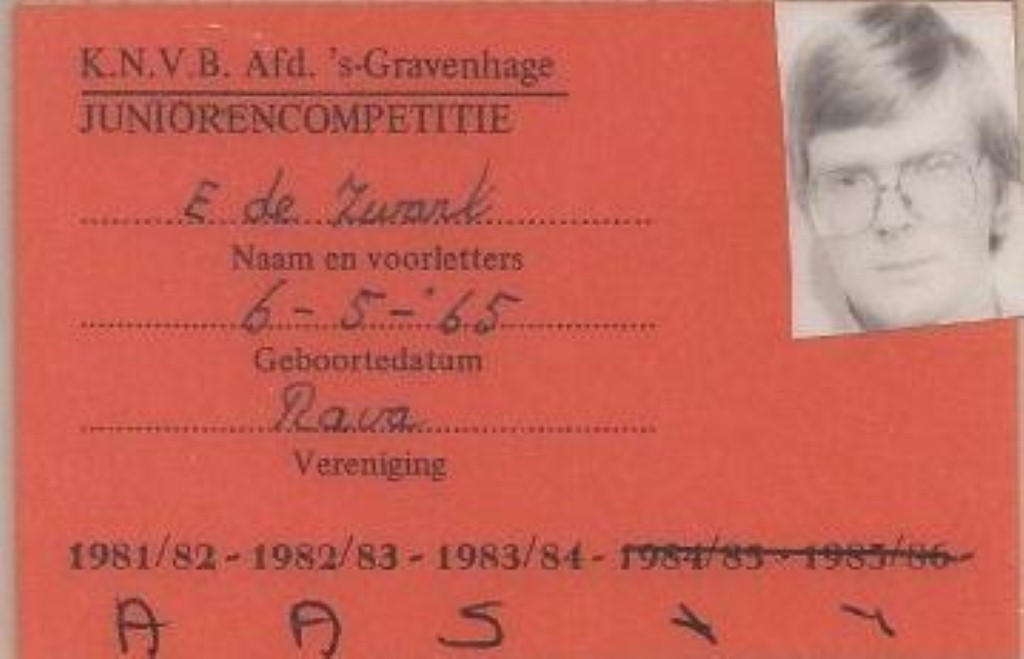 K.N.V.B. Afd. 's-Gravenhage
JUNIORENCOMPETITIE
E de Zwart
Naam en voorletters
6-5-'65
Geboortedatum
Rava
Vereniging
1981/82 - 1982/83 - 1983/84 - 1984/85 - 1985/86 -
A A S